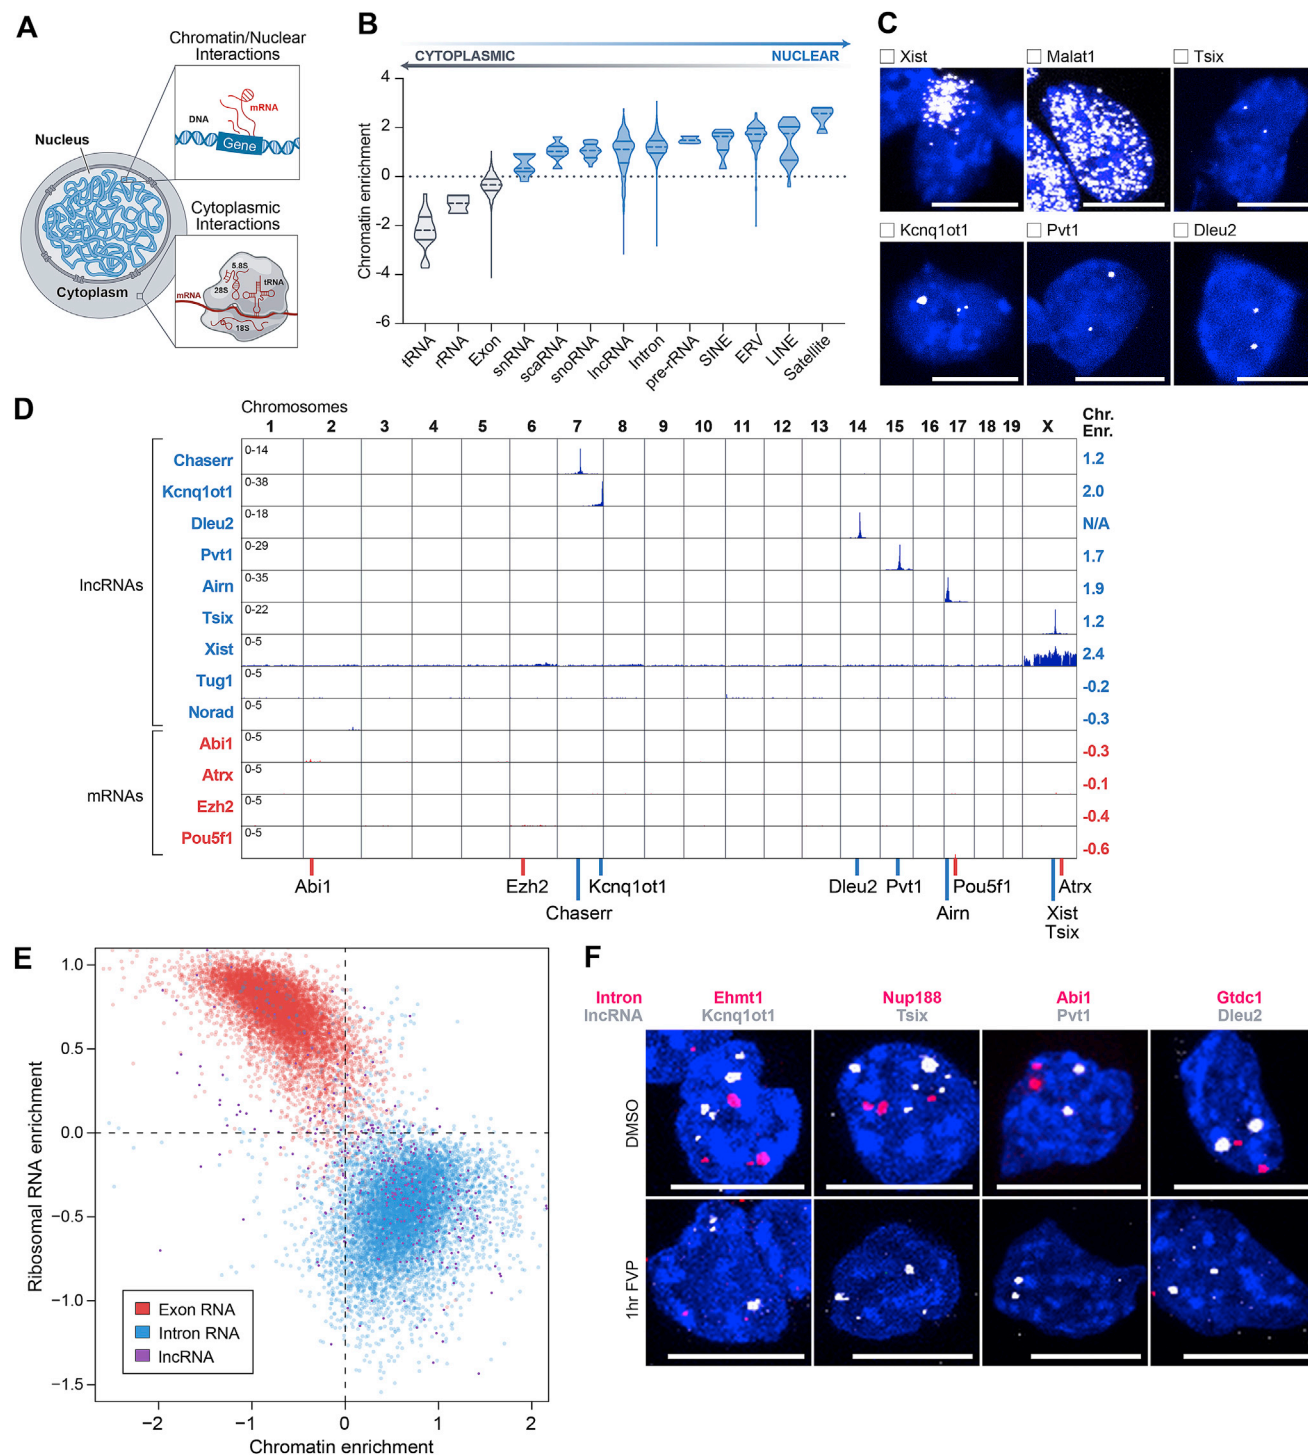 A
Chromatin/Nuclear
Interactions
mRNA
DNA
Gene
Nucleus
Cytoplasmic
Interactions
5.8S
28S
tRNA
mRNA
18S
Cytoplasm
B
CYTOPLASMIC
NUCLEAR
Chromatin enrichment
4
2
0
-2
-4
-6
tRNA
rRNA
Exon
snRNA
scaRNA
snoRNA
lncRNA
Intron
pre-rRNA
SINE
ERV
LINE
Satellite
C
Xist
Malat1
Tsix
Kcnq1ot1
Pvt1
Dleu2
D
Chromosomes
1 2 3 4 5 6 7 8 9 10 11 12 13 14 15 16 17 18 19 X
Chr.
Enr.
lncRNAs
Chaserr 0-14 1.2
Kcnq1ot1 0-38 2.0
Dleu2 0-18 N/A
Pvt1 0-29 1.7
Airn 0-35 1.9
Tsix 0-22 1.2
Xist 0-5 2.4
Tug1 0-5 -0.2
Norad 0-5 -0.3
mRNAs
Abi1 0-5 -0.3
Atrx 0-5 -0.1
Ezh2 0-5 -0.4
Pou5f1 0-5 -0.6
Abi1 Ezh2 Kcnq1ot1 Dleu2 Pvt1 Pou5f1 Atrx
Chaserr Airn Xist
Tsix
E
Ribosomal RNA enrichment
1.0
0.5
0.0
−0.5
−1.0
−1.5
Exon RNA
Intron RNA
lncRNA
−2 −1 0 1 2
Chromatin enrichment
F
Intron Ehmt1 Nup188 Abi1 Gtdc1
lncRNA Kcnq1ot1 Tsix Pvt1 Dleu2
DMSO
1hr FVP